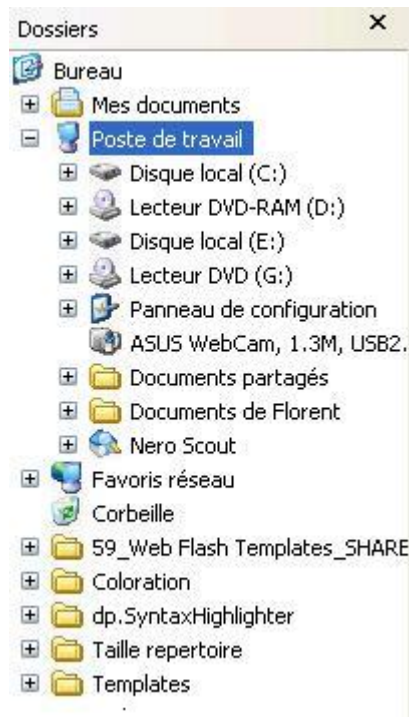 Dossiers
Bureau
Mes documents
Poste de travail
Disque local (C:)
Lecteur DVD-RAM (D:)
Disque local (E:)
Lecteur DVD (G:)
Panneau de configuration
ASUS WebCam, 1.3M, USB2.
Documents partagés
Documents de Florent
Nero Scout
Favoris réseau
Corbeille
59_Web Flash Templates_SHARE
Coloration
dp.SyntaxHighlighter
Taille repertoire
Templates